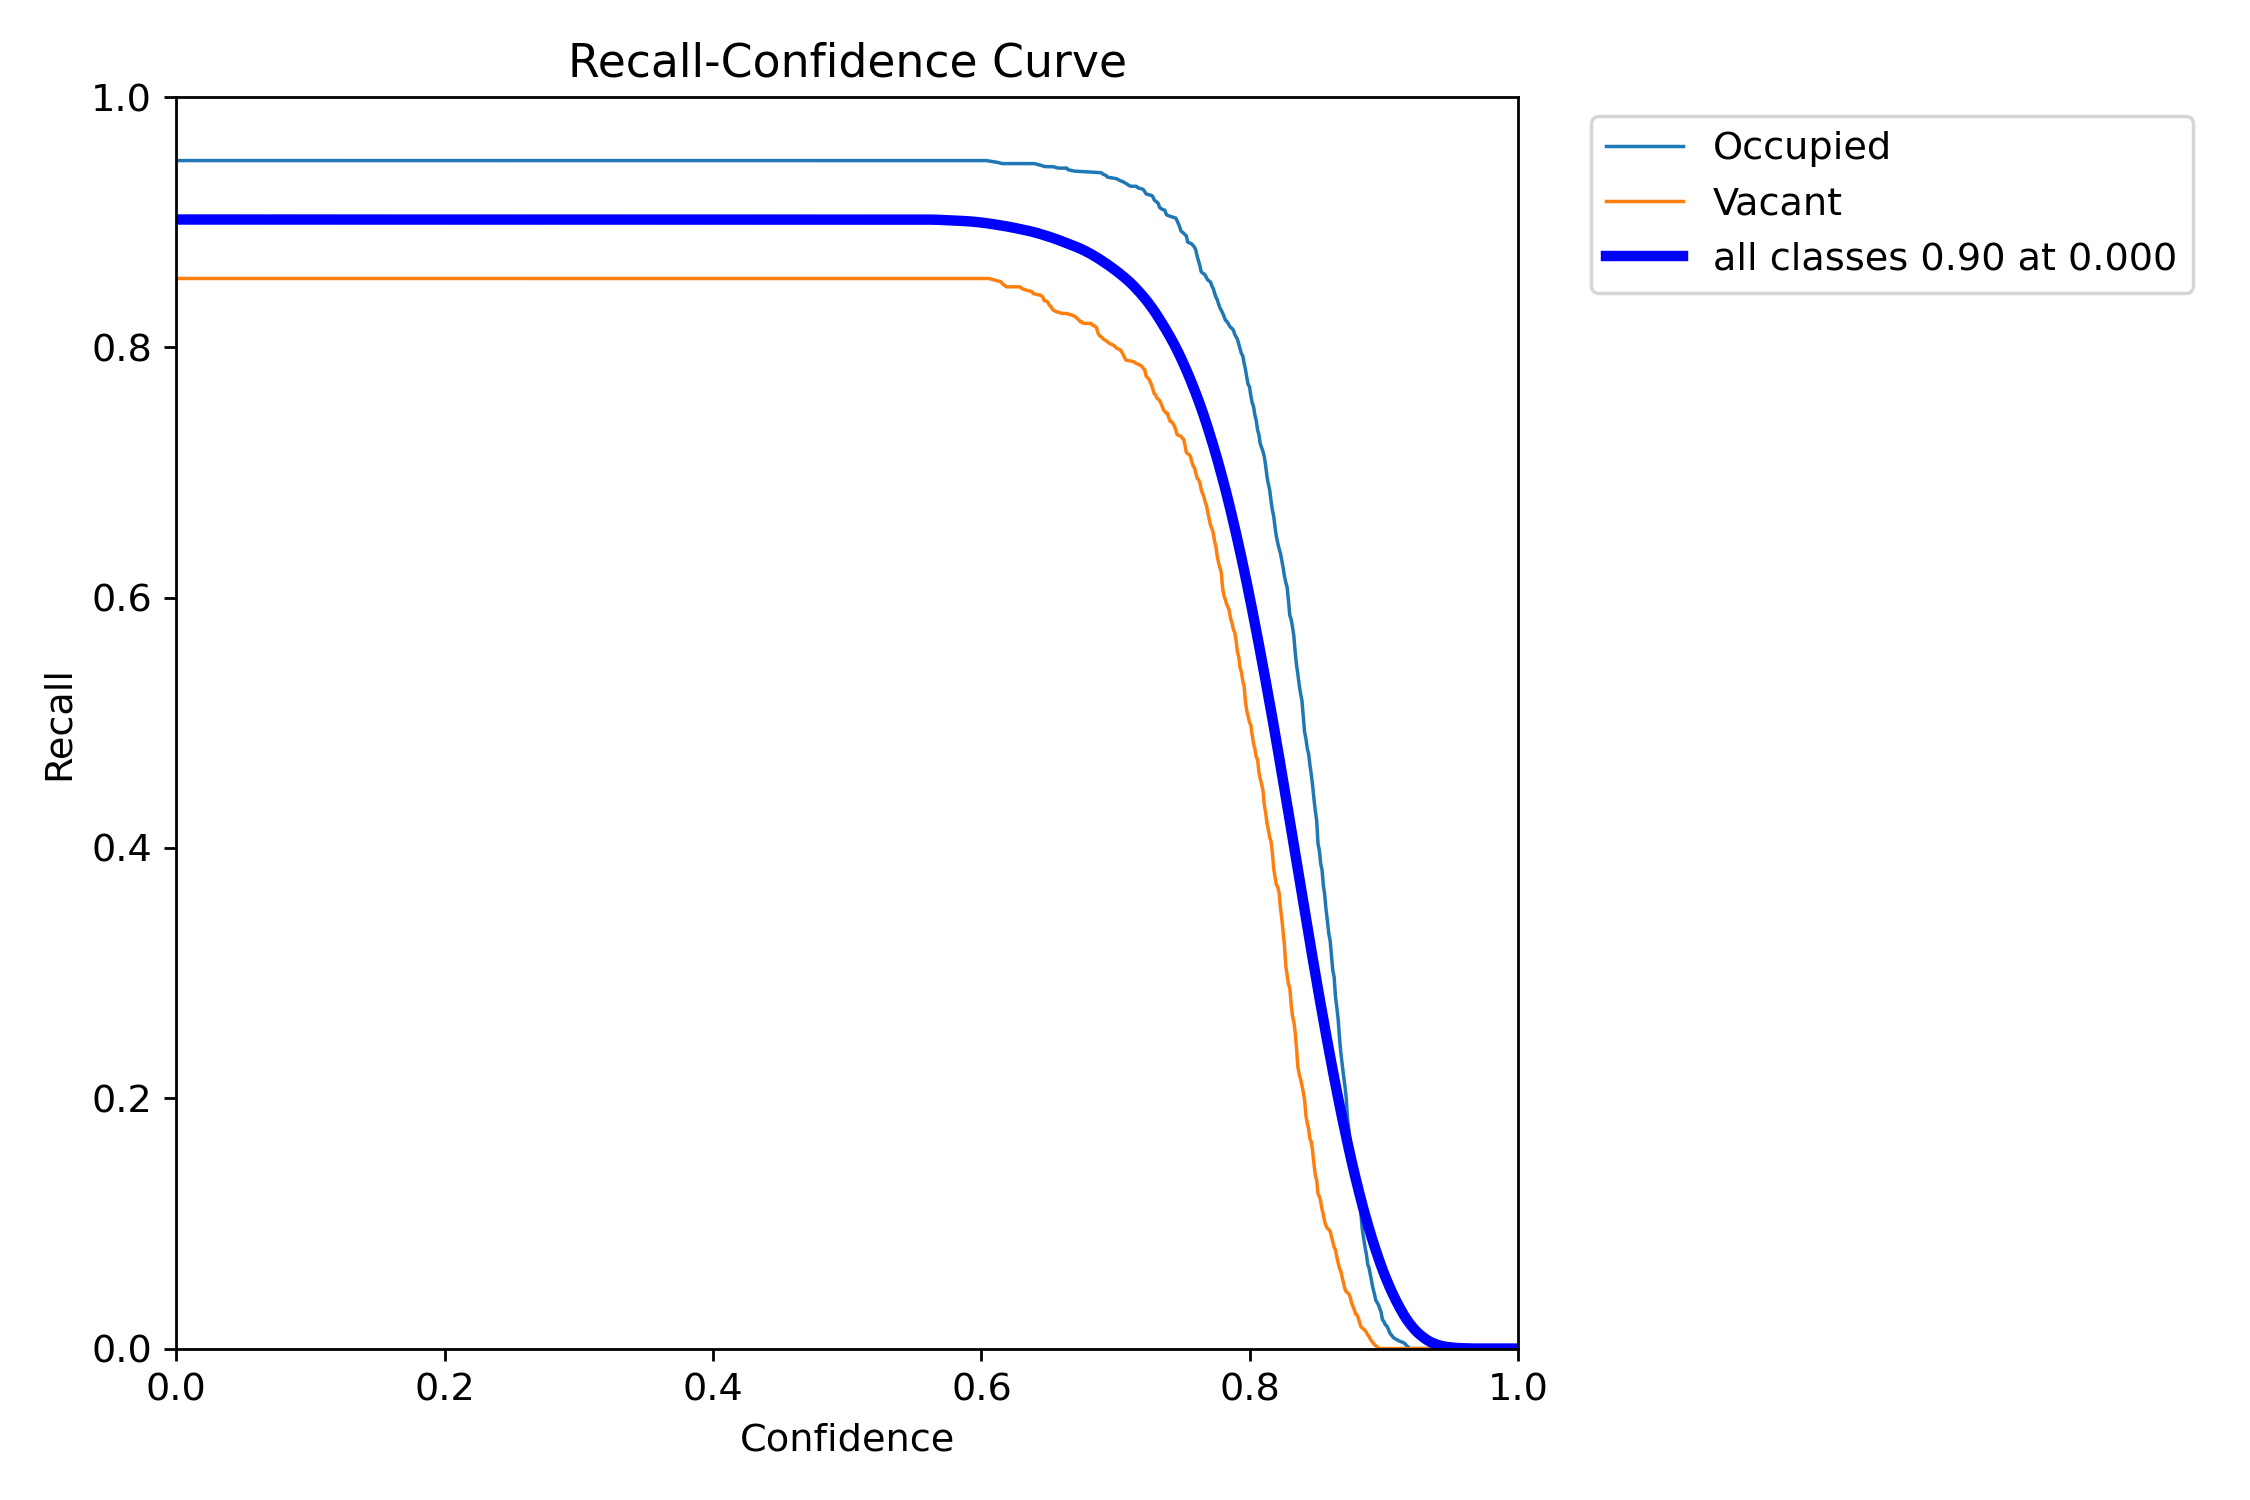 Recall-Confidence Curve
1.0
0.8
0.6
0.4
0.2
0.0
Recall
0.0 0.2 0.4 0.6 0.8 1.0
Confidence
Occupied
Vacant
all classes 0.90 at 0.000